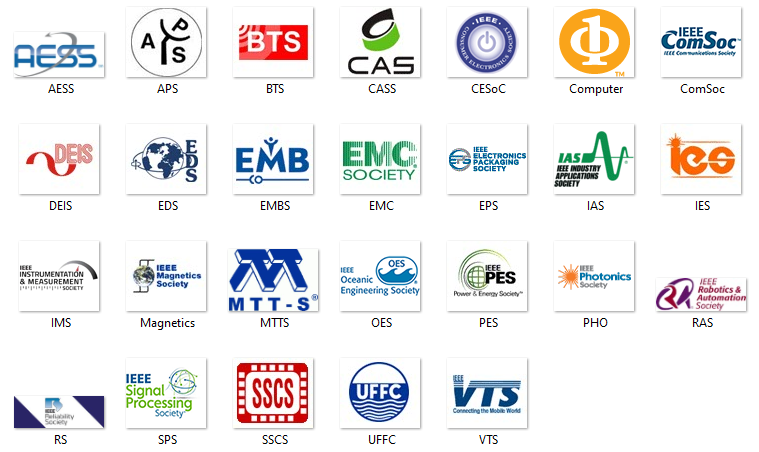 AESS
A P S
BTS
CAS
IEEE
CONSUMER ELECTRONICS SOCIETY
TM
IEEE
ComSoc™
IEEE Communications Society
AESS
APS
BTS
CASS
CESoC
Computer
ComSoc
DEIS
EDS
EMB
EMC
SOCIETY
IEEE
ELECTRONICS
PACKAGING
SOCIETY
EPS
IAS
IEEE INDUSTRY
APPLICATIONS
SOCIETY
ies
DEIS
EDS
EMBS
EMC
EPS
IAS
IES
IEEE
INSTRUMENTATION
& MEASUREMENT
SOCIETY
IEEE
Magnetics
Society
MTT-S®
OES
IEEE
Oceanic
Engineering Society
IEEE
PES
Power & Energy Society™
IEEE
Photonics
Society
RA
IEEE
Robotics &
Automation
Society
IMS
Magnetics
MTTS
OES
PES
PHO
RAS
IEEE
Reliability
Society
IEEE
Signal
Processing
Society
SSCS
UFFC
IEEE
VTS
Connecting the Mobile World
RS
SPS
SSCS
UFFC
VTS